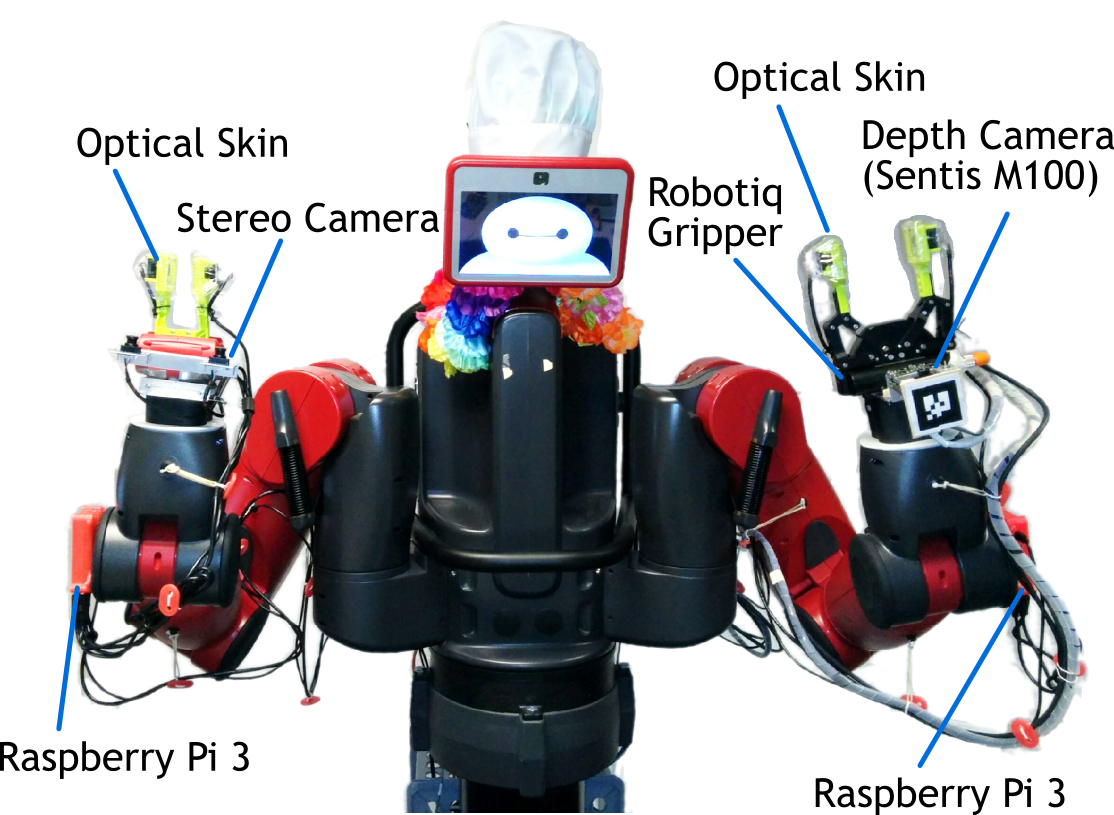 Optical Skin
Depth Camera
(Sentis M100)
Optical Skin
Robotiq
Gripper
Stereo Camera
Raspberry Pi 3
Raspberry Pi 3